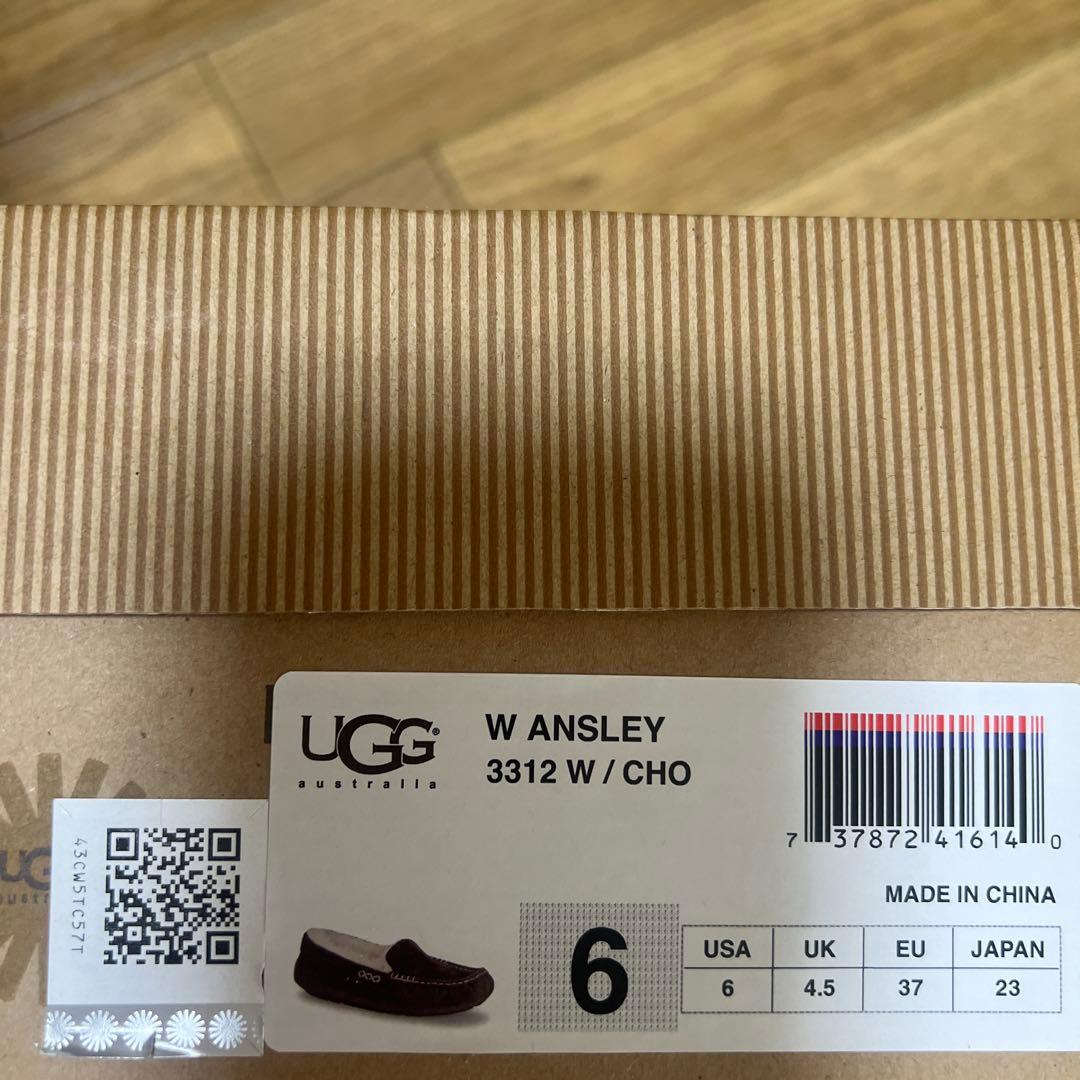 UGG®
australia
W ANSLEY
3312 W / CHO
7 37872 41614 0
MADE IN CHINA
43CW5TC57T
UG
6
USA UK EU JAPAN
6 4.5 37 23